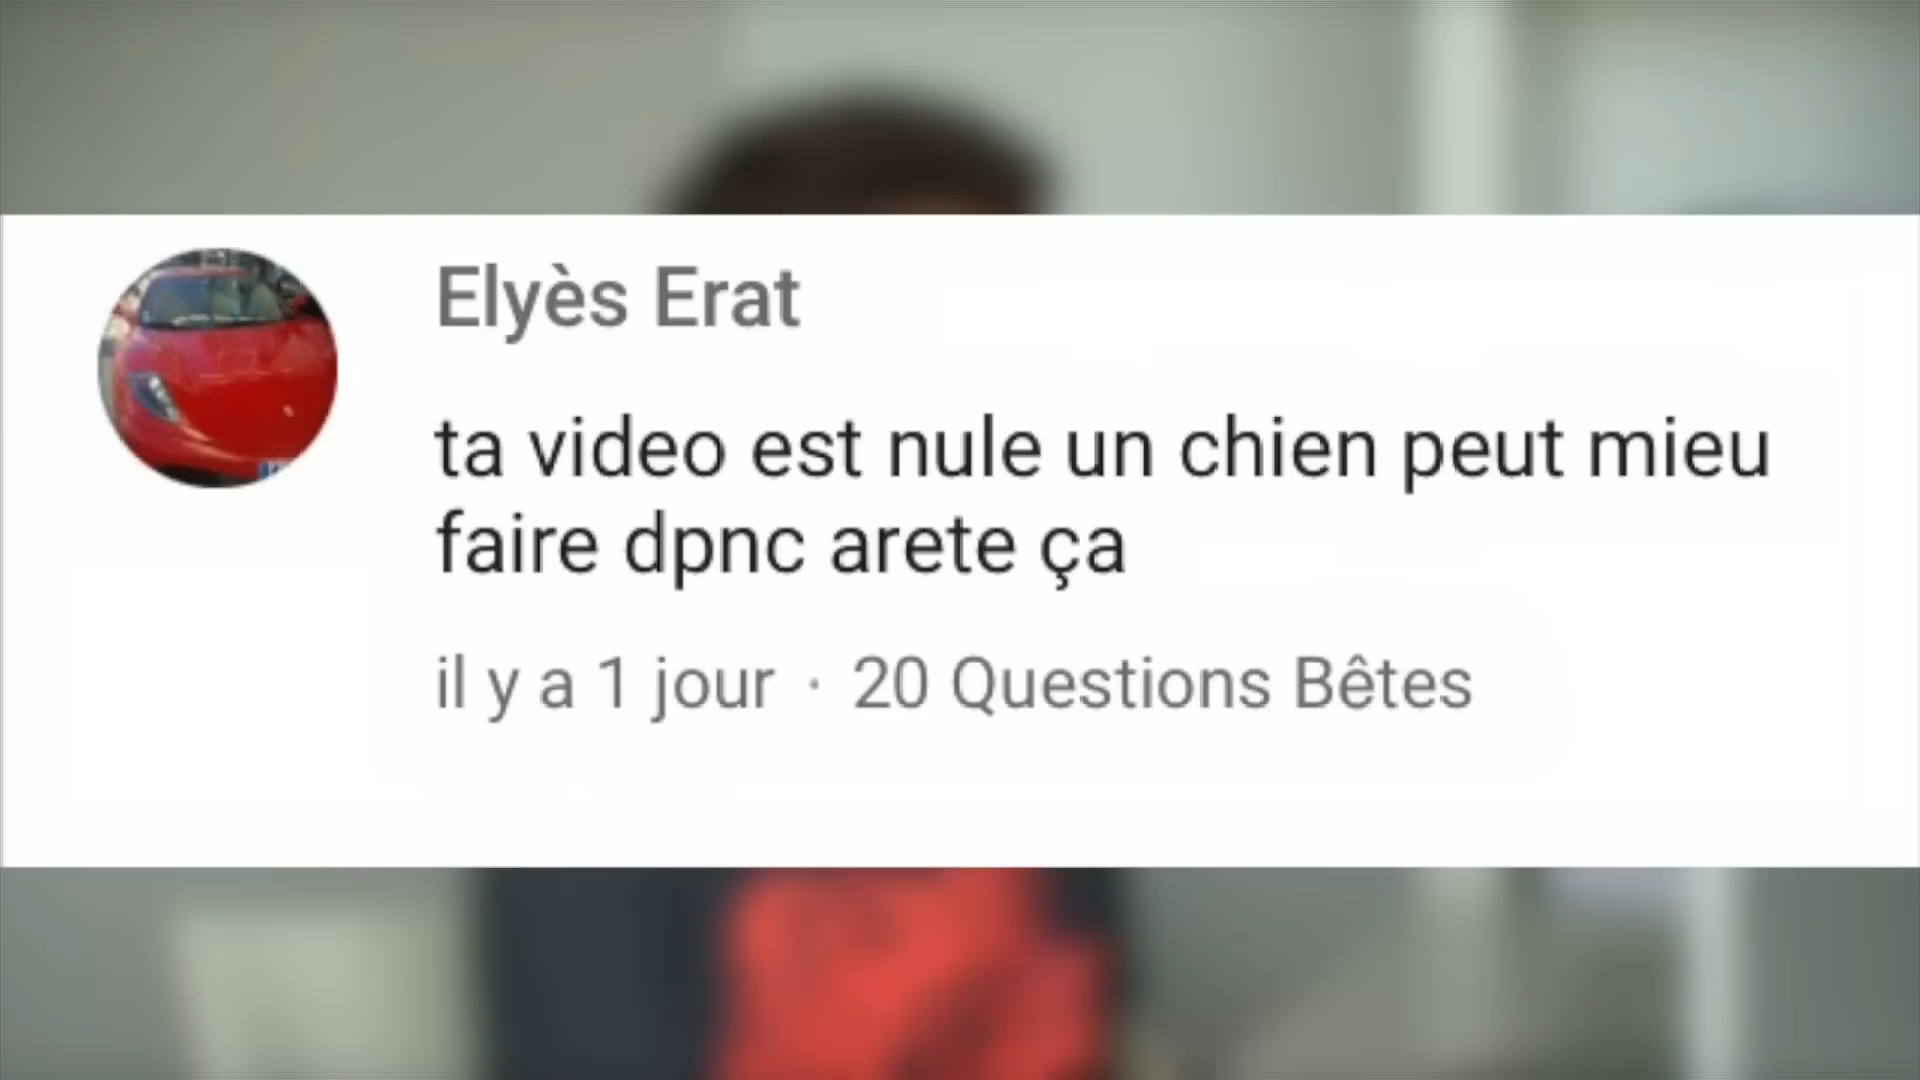 Elyès Erat
ta video est nule un chien peut mieu
faire dpnc arete ça
il y a 1 jour · 20 Questions Bêtes